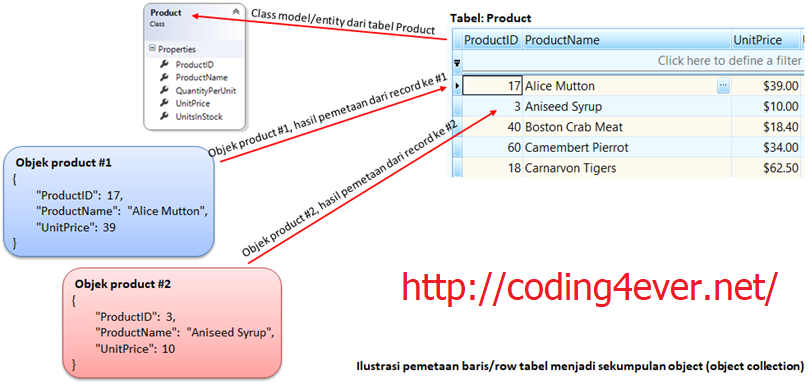 Product
Class
Properties
ProductID
ProductName
QuantityPerUnit
UnitPrice
UnitsInStock
Class model/entity dari tabel Product
Tabel: Product
ProductID ProductName UnitPrice
Click here to define a filter
17 Alice Mutton $39.00
3 Aniseed Syrup $10.00
40 Boston Crab Meat $18.40
60 Camembert Pierrot $34.00
18 Carnarvon Tigers $62.50
Objek product #1, hasil pemetaan dari record ke #1
Objek product #2, hasil pemetaan dari record ke #2
Objek product #1
{
"ProductID": 17,
"ProductName": "Alice Mutton",
"UnitPrice": 39
}
Objek product #2
{
"ProductID": 3,
"ProductName": "Aniseed Syrup",
"UnitPrice": 10
}
http://coding4ever.net/
Ilustrasi pemetaan baris/row tabel menjadi sekumpulan object (object collection)